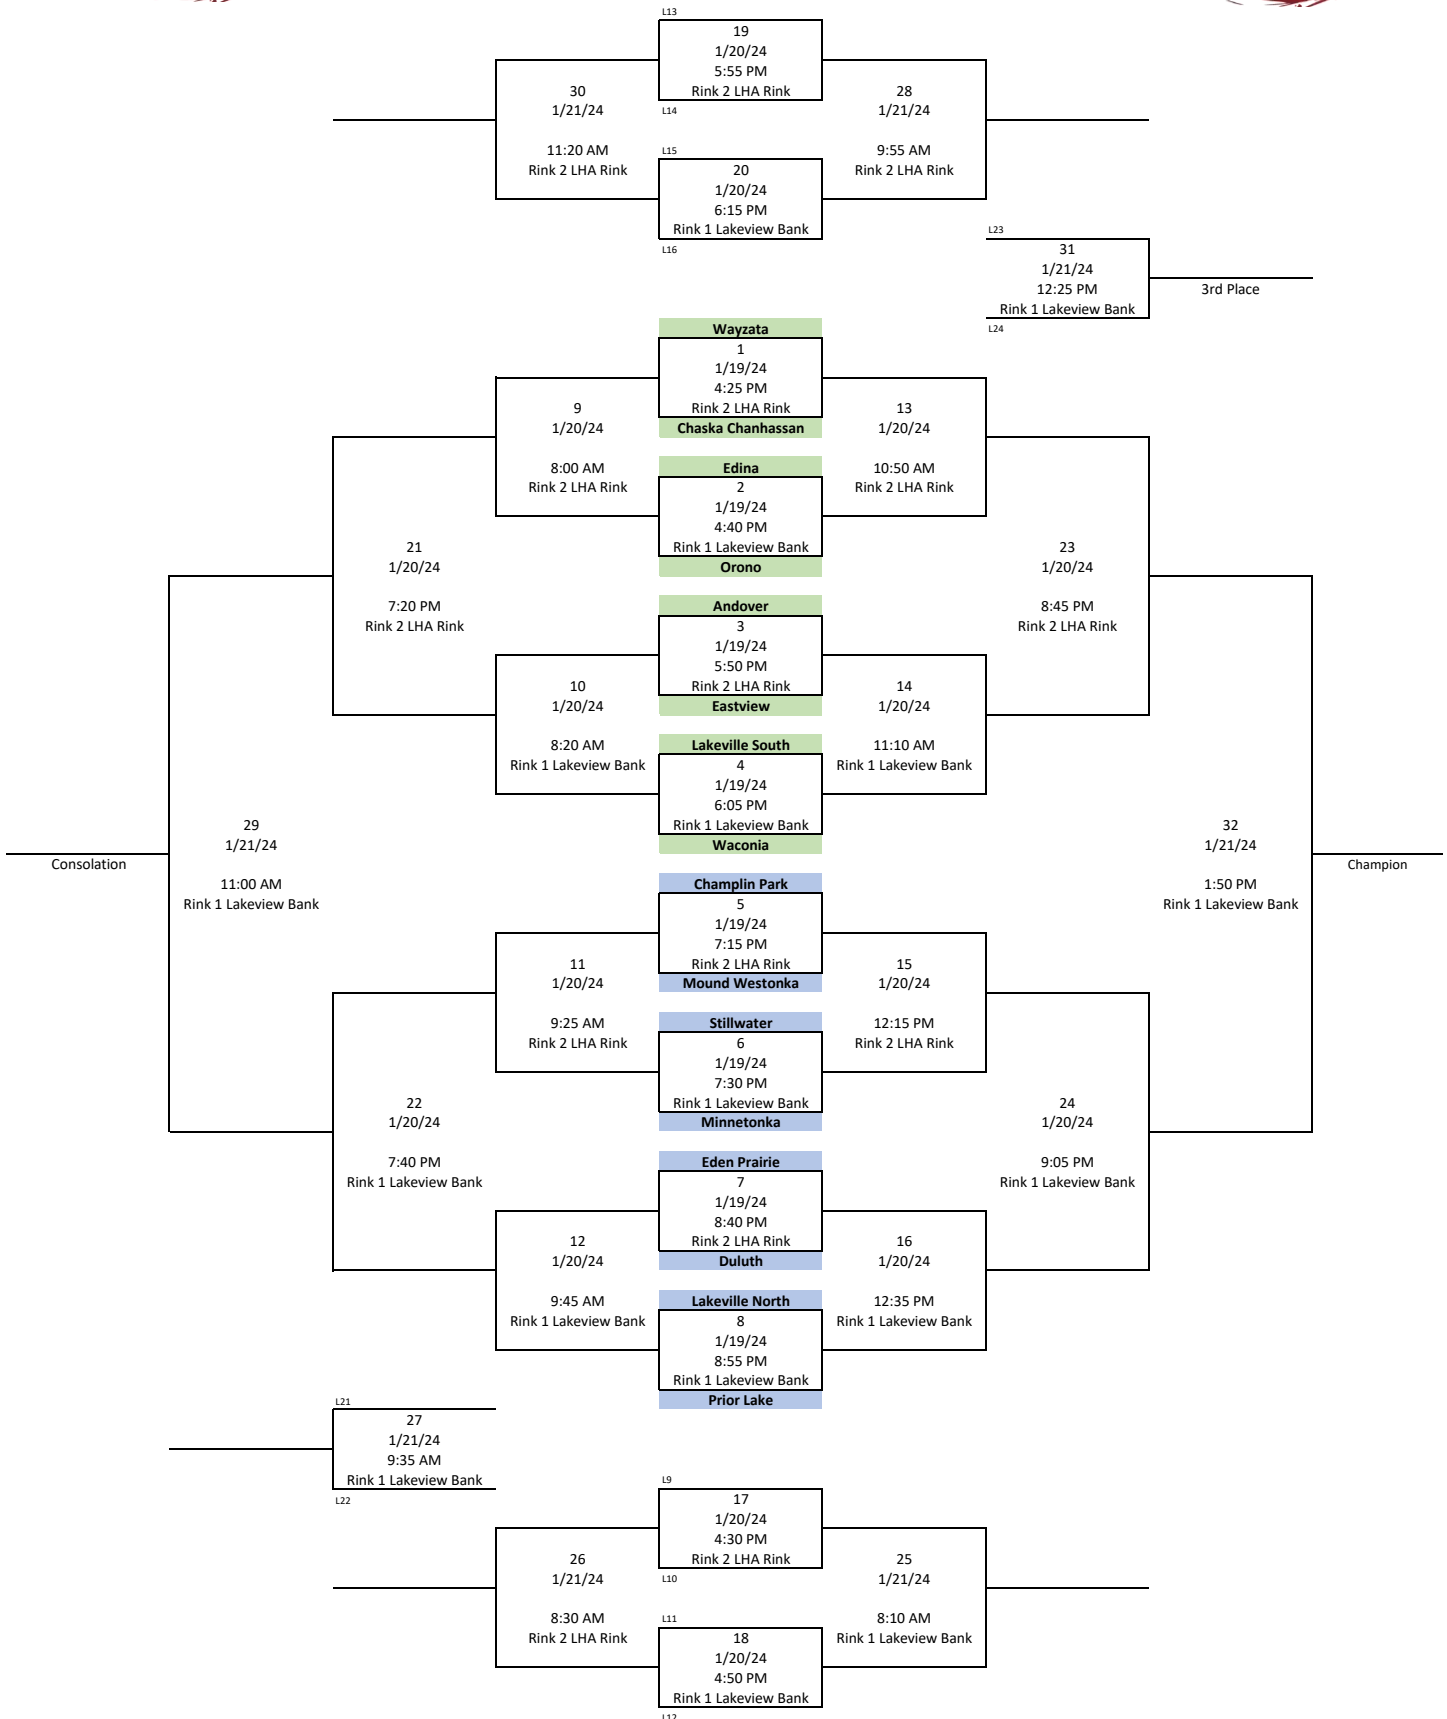 L13
19
1/20/24
5:55 PM
Rink 2 LHA Rink
L14
30
1/21/24
11:20 AM
Rink 2 LHA Rink
28
1/21/24
9:55 AM
Rink 2 LHA Rink
L15
20
1/20/24
6:15 PM
Rink 1 Lakeview Bank
L16
L23
31
1/21/24
12:25 PM
Rink 1 Lakeview Bank
L24
3rd Place
Wayzata
1
1/19/24
4:25 PM
Rink 2 LHA Rink
Chaska Chanhassan
9
1/20/24
8:00 AM
Rink 2 LHA Rink
13
1/20/24
10:50 AM
Rink 2 LHA Rink
Edina
2
1/19/24
4:40 PM
Rink 1 Lakeview Bank
Orono
21
1/20/24
7:20 PM
Rink 2 LHA Rink
23
1/20/24
8:45 PM
Rink 2 LHA Rink
Andover
3
1/19/24
5:50 PM
Rink 2 LHA Rink
Eastview
10
1/20/24
8:20 AM
Rink 1 Lakeview Bank
14
1/20/24
11:10 AM
Rink 1 Lakeview Bank
Lakeville South
4
1/19/24
6:05 PM
Rink 1 Lakeview Bank
Waconia
29
1/21/24
11:00 AM
Rink 1 Lakeview Bank
Consolation
32
1/21/24
1:50 PM
Rink 1 Lakeview Bank
Champion
Champlin Park
5
1/19/24
7:15 PM
Rink 2 LHA Rink
Mound Westonka
11
1/20/24
9:25 AM
Rink 2 LHA Rink
15
1/20/24
12:15 PM
Rink 2 LHA Rink
Stillwater
6
1/19/24
7:30 PM
Rink 1 Lakeview Bank
Minnetonka
22
1/20/24
7:40 PM
Rink 1 Lakeview Bank
24
1/20/24
9:05 PM
Rink 1 Lakeview Bank
Eden Prairie
7
1/19/24
8:40 PM
Rink 2 LHA Rink
Duluth
12
1/20/24
9:45 AM
Rink 1 Lakeview Bank
16
1/20/24
12:35 PM
Rink 1 Lakeview Bank
Lakeville North
8
1/19/24
8:55 PM
Rink 1 Lakeview Bank
Prior Lake
L21
27
1/21/24
9:35 AM
Rink 1 Lakeview Bank
L22
L9
17
1/20/24
4:30 PM
Rink 2 LHA Rink
L10
26
1/21/24
8:30 AM
Rink 2 LHA Rink
25
1/21/24
8:10 AM
Rink 1 Lakeview Bank
L11
18
1/20/24
4:50 PM
Rink 1 Lakeview Bank
L12